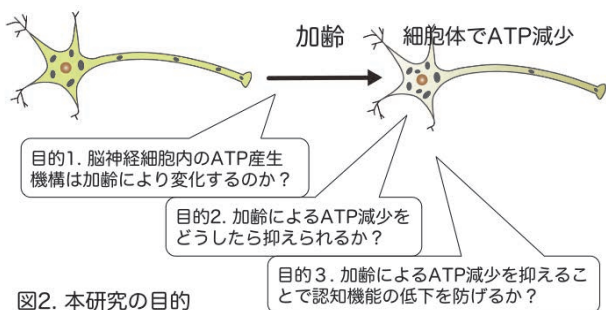 加齢
細胞体でATP減少
目的1. 脳神経細胞内のATP産生
機構は加齢により変化するのか？
目的2. 加齢によるATP減少を
どうしたら抑えられるか？
目的３. 加齢によるATP減少を抑えるこ
とで認知機能の低下を防げるか？
図2. 本研究の目的